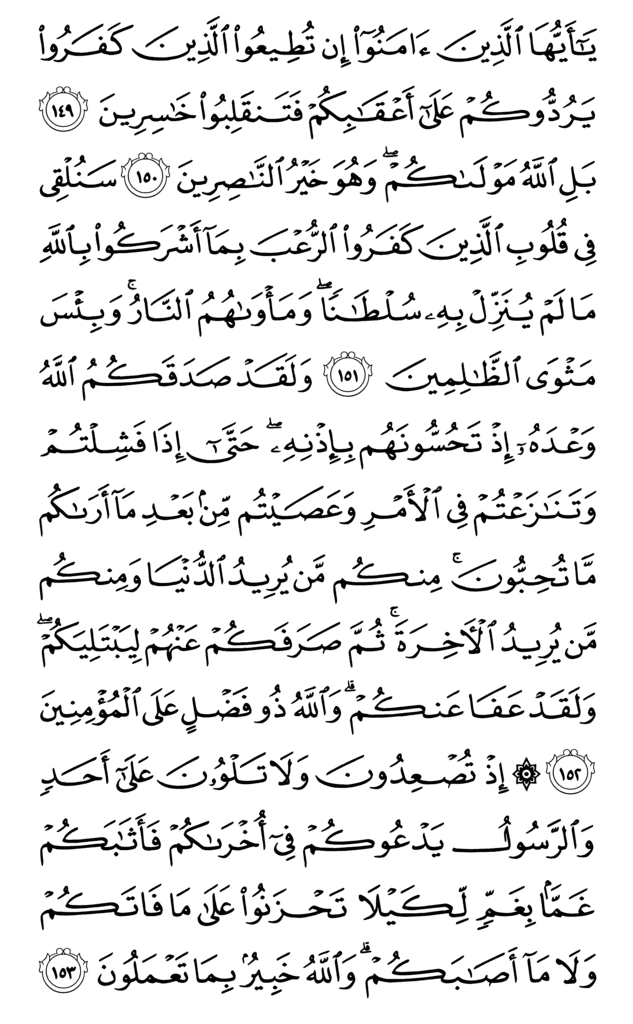 يَٰٓأَيُّهَا ٱلَّذِينَ ءَامَنُوٓا۟ إِن تُطِيعُوا۟ ٱلَّذِينَ كَفَرُوا۟
يَرُدُّوكُمْ عَلَىٰٓ أَعْقَٰبِكُمْ فَتَنقَلِبُوا۟ خَٰسِرِينَ ١٤٩
بَلِ ٱللَّهُ مَوْلَىٰكُمْ ۖ وَهُوَ خَيْرُ ٱلنَّٰصِرِينَ ١٥٠ سَنُلْقِى
فِى قُلُوبِ ٱلَّذِينَ كَفَرُوا۟ ٱلرُّعْبَ بِمَآ أَشْرَكُوا۟ بِٱللَّهِ
مَا لَمْ يُنَزِّلْ بِهِۦ سُلْطَٰنًا ۖ وَمَأْوَىٰهُمُ ٱلنَّارُ ۚ وَبِئْسَ
مَثْوَى ٱلظَّٰلِمِينَ ١٥١ وَلَقَدْ صَدَقَكُمُ ٱللَّهُ
وَعْدَهُۥٓ إِذْ تَحُسُّونَهُم بِإِذْنِهِۦ ۖ حَتَّىٰٓ إِذَا فَشِلْتُمْ
وَتَنَٰزَعْتُمْ فِى ٱلْأَمْرِ وَعَصَيْتُم مِّنۢ بَعْدِ مَآ أَرَىٰكُم
مَّا تُحِبُّونَ ۚ مِنكُم مَّن يُرِيدُ ٱلدُّنْيَا وَمِنكُم
مَّن يُرِيدُ ٱلْءَاخِرَةَ ۚ ثُمَّ صَرَفَكُمْ عَنْهُمْ لِيَبْتَلِيَكُمْ ۖ
وَلَقَدْ عَفَا عَنكُمْ ۗ وَٱللَّهُ ذُو فَضْلٍ عَلَى ٱلْمُؤْمِنِينَ
١٥٢ ۞ إِذْ تُصْعِدُونَ وَلَا تَلْوُۥنَ عَلَىٰٓ أَحَدٍ
وَٱلرَّسُولُ يَدْعُوكُمْ فِىٓ أُخْرَىٰكُمْ فَأَثَٰبَكُمْ
غَمًّۢا بِغَمٍّ لِّكَيْلَا تَحْزَنُوا۟ عَلَىٰ مَا فَاتَكُمْ
وَلَا مَآ أَصَٰبَكُمْ ۗ وَٱللَّهُ خَبِيرٌۢ بِمَا تَعْمَلُونَ ١٥٣